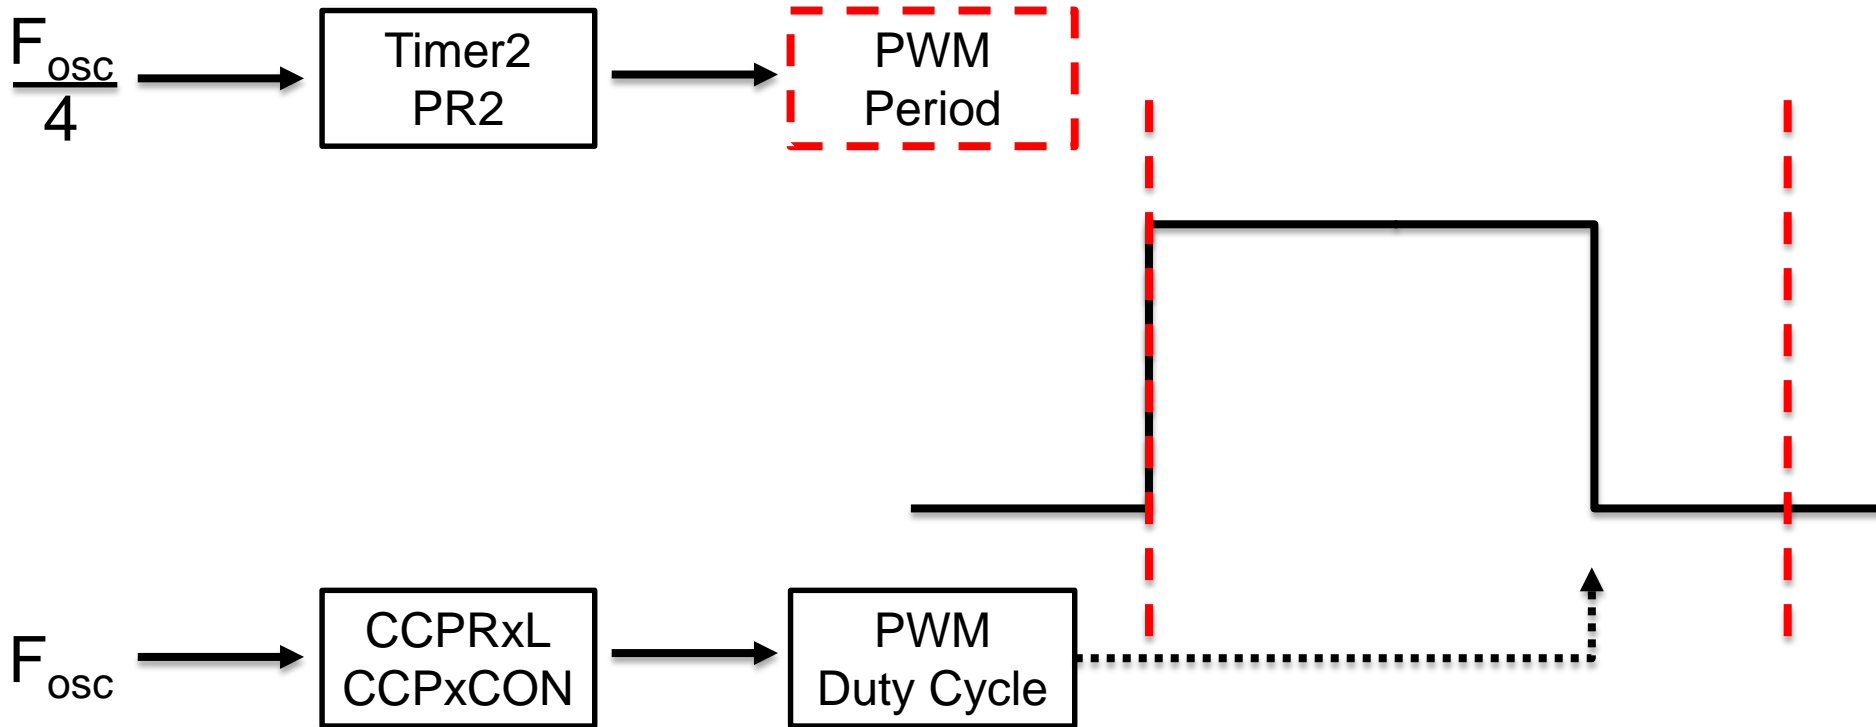 F osc
4
Timer2
PR2
PWM
Period
F osc
CCPRxL
CCPxCON
PWM
Duty Cycle